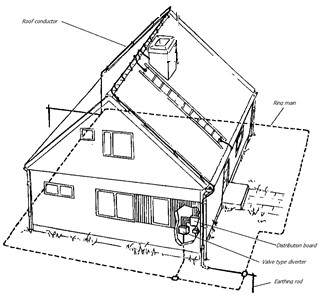 Roof conductor
Ring main
Distribution board
Valve type diverter
Earthing rod